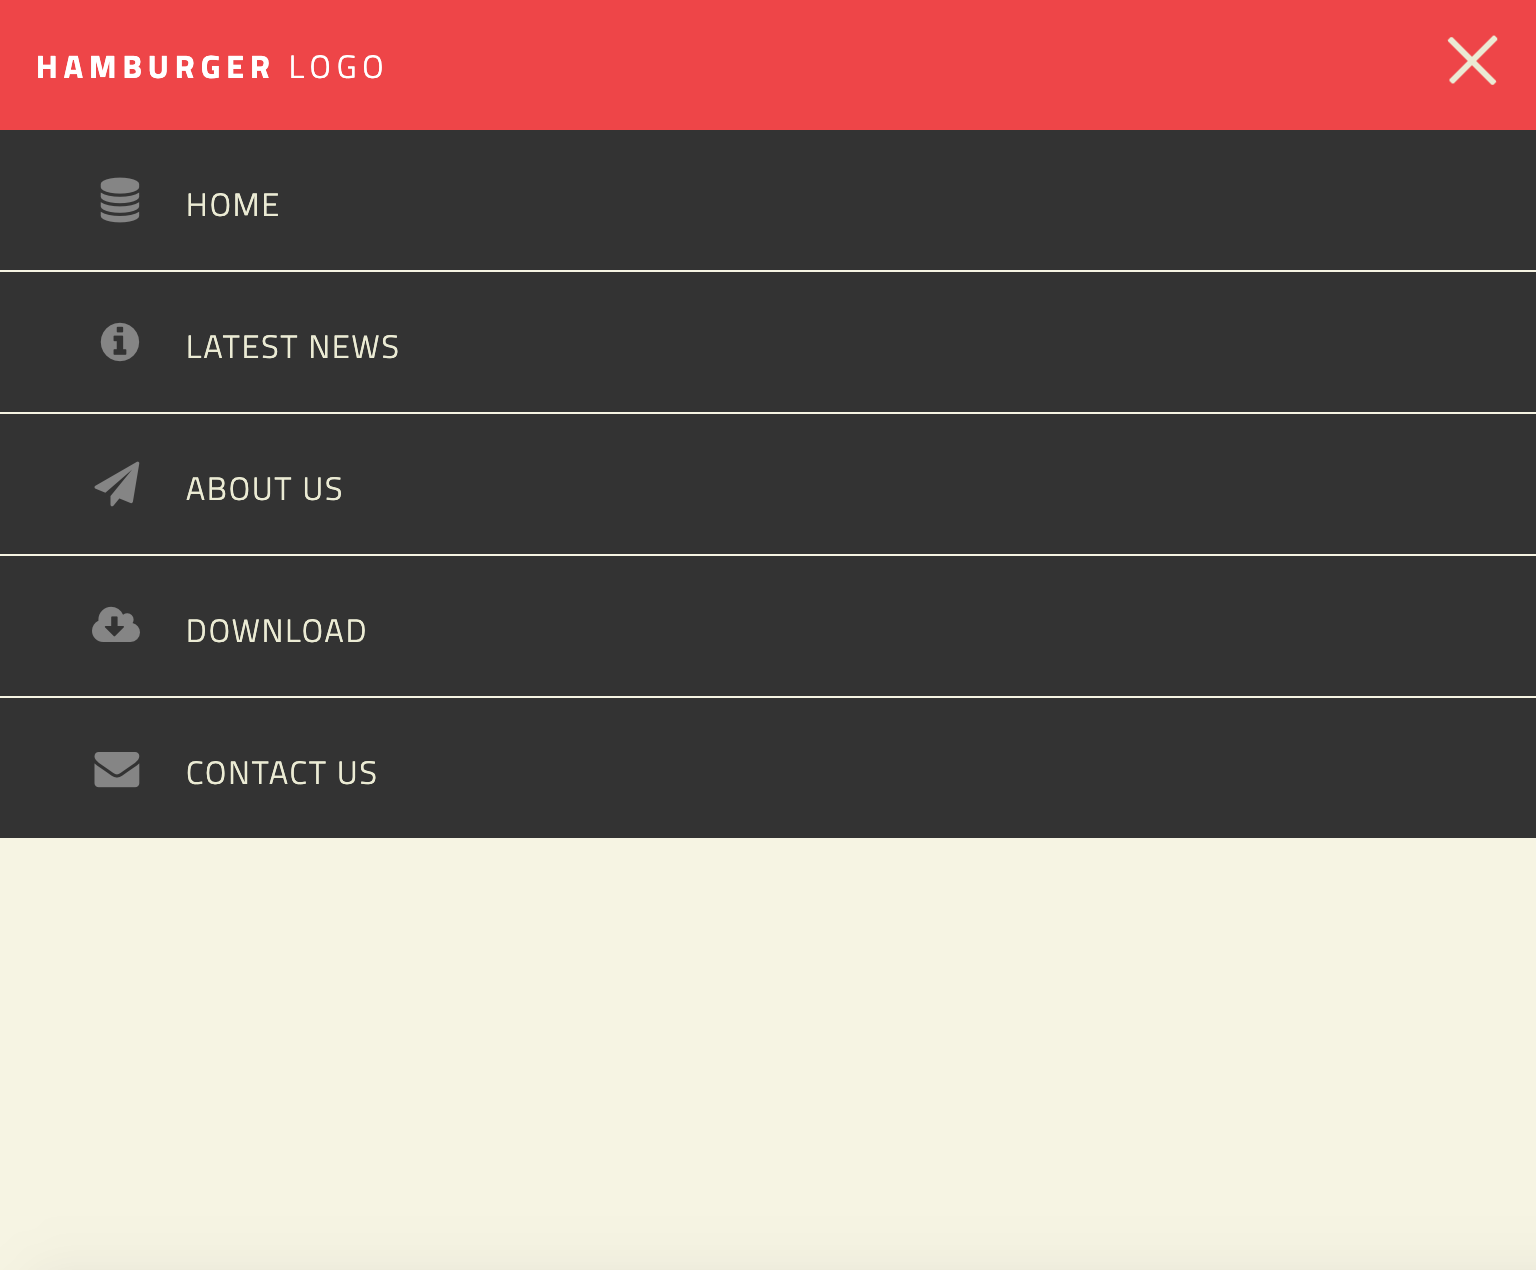 HAMBURGER LOGO
HOME
LATEST NEWS
ABOUT US
DOWNLOAD
CONTACT US